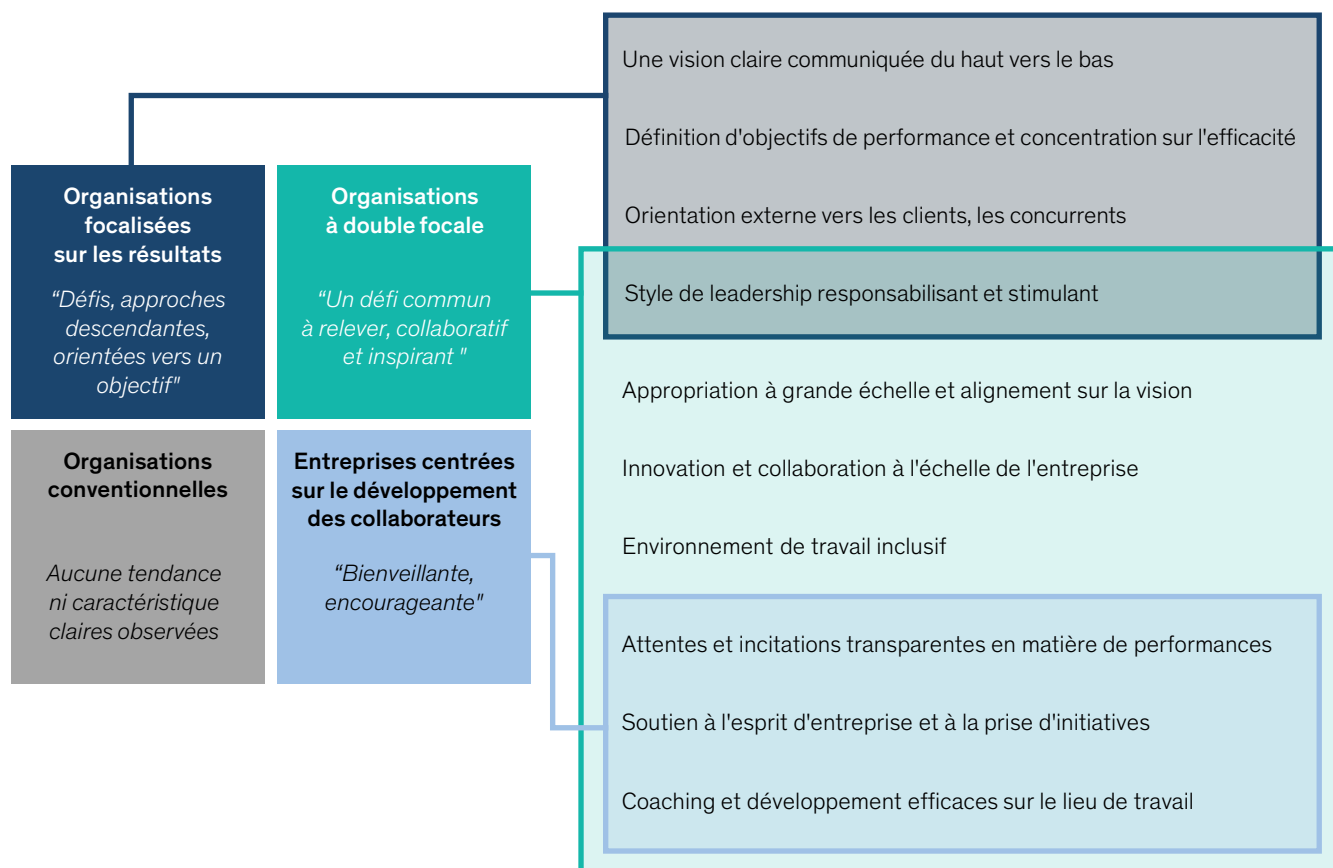 Une vision claire communiquée du haut vers le bas
Définition d'objectifs de performance et concentration sur l'efficacité
Orientation externe vers les clients, les concurrents
Style de leadership responsabilisant et stimulant
Appropriation à grande échelle et alignement sur la vision
Innovation et collaboration à l'échelle de l'entreprise
Environnement de travail inclusif
Attentes et incitations transparentes en matière de performances
Soutien à l'esprit d'entreprise et à la prise d'initiatives
Coaching et développement efficaces sur le lieu de travail
Organisations
focalisées
sur les résultats
“Défis, approches
descendantes,
orientées vers un
objectif"
Organisations
à double focale
“Un défi commun
à relever, collaboratif
et inspirant "
Organisations
conventionnelles
Aucune tendance
ni caractéristique
claires observées
Entreprises centrées
sur le développement
des collaborateurs
“Bienveillante,
encourageante"